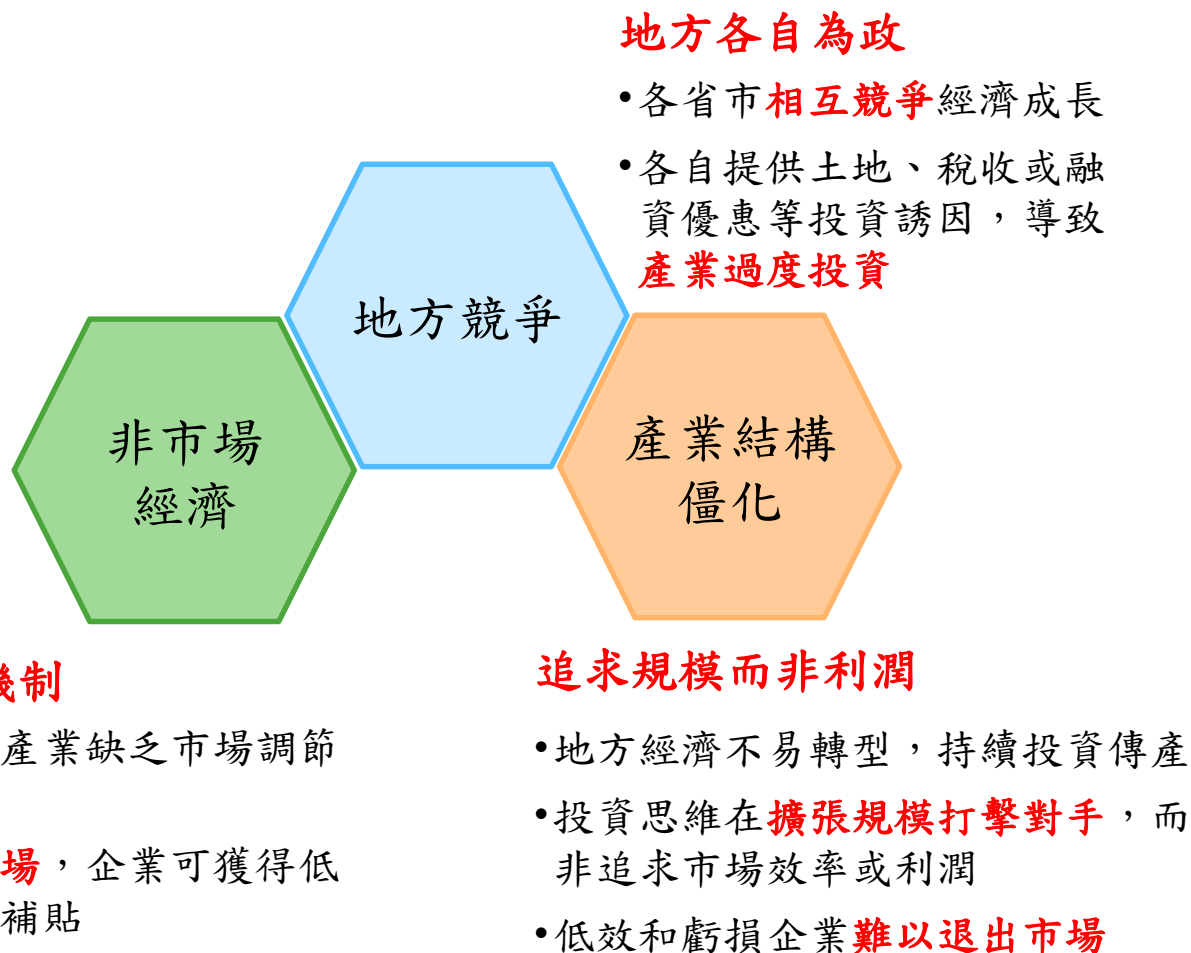 地方各自為政
•各省市相互競爭經濟成長
•各自提供土地、稅收或融
資優惠等投資誘因，導致
產業過度投資
地方競爭
非市場
經濟
產業結構
僵化
機制
產業缺乏市場調節
場，企業可獲得低
補貼
追求規模而非利潤
•地方經濟不易轉型，持續投資傳產
•投資思維在擴張規模打擊對手，而
非追求市場效率或利潤
•低效和虧損企業難以退出市場